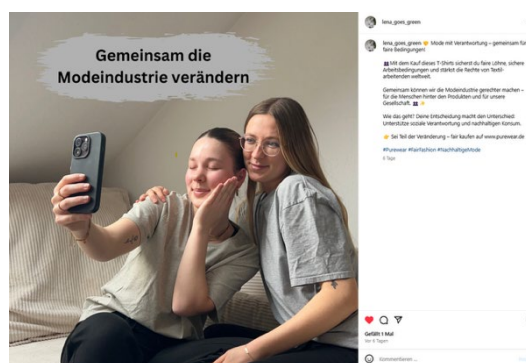 Gemeinsam die
Modeindustrie verändern
lena_goes_green
lena_goes_green 🧡 Mode mit Verantwortung – gemeinsam für
faire Bedingungen!
👥 Mit dem Kauf dieses T-Shirts sicherst du faire Löhne, sichere
Arbeitsbedingungen und stärkst die Rechte von Textil-
arbeitenden weltweit.
Gemeinsam können wir die Modeindustrie gerechter machen –
für die Menschen hinter den Produkten und für unsere
Gesellschaft. 👥 ✨
Wie das geht? Deine Entscheidung macht den Unterschied:
Unterstütze soziale Verantwortung und nachhaltigen Konsum.
👉 Sei Teil der Veränderung – fair kaufen auf www.purewear.de
#Purewear #fairfashion #NachhaltigeMode
6 Tage
Gefällt 1 Mal
Vor 6 Tagen
Kommentieren ...